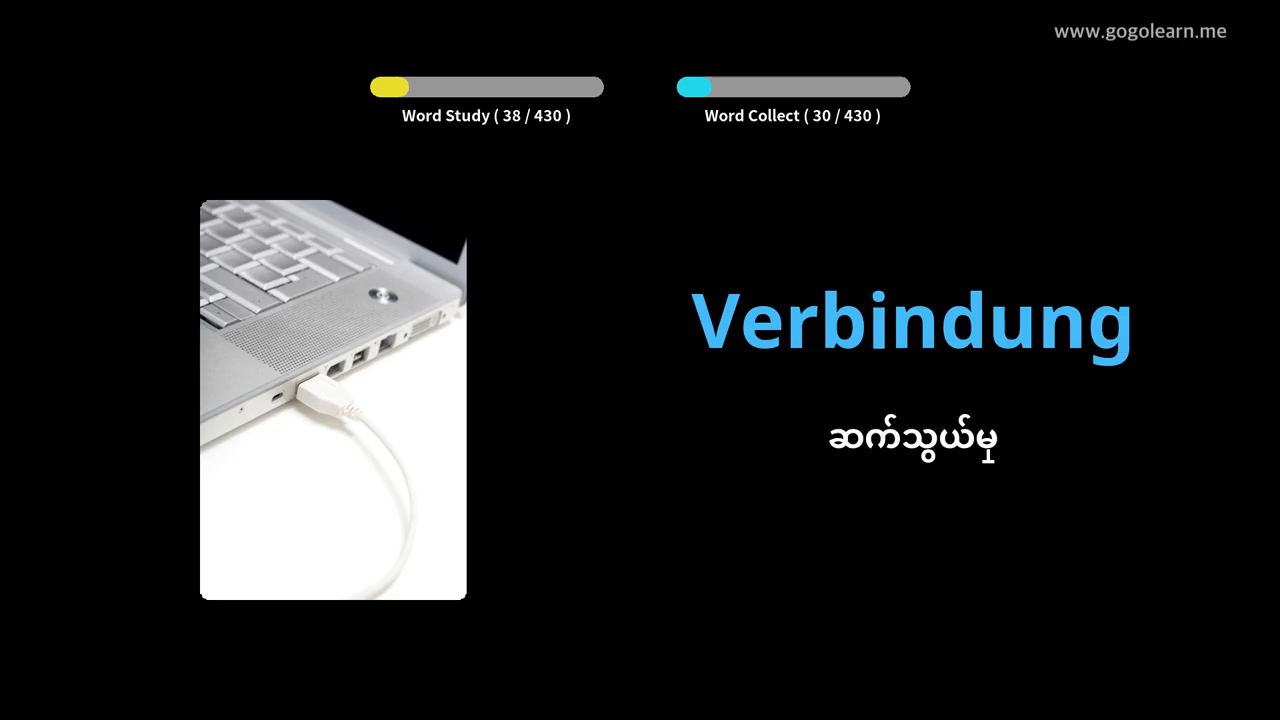 www.gogolearn.me
Word Study ( 38 / 430 )
Word Collect ( 30 / 430 )
Verbindung
ဆက်သွယ်မှု